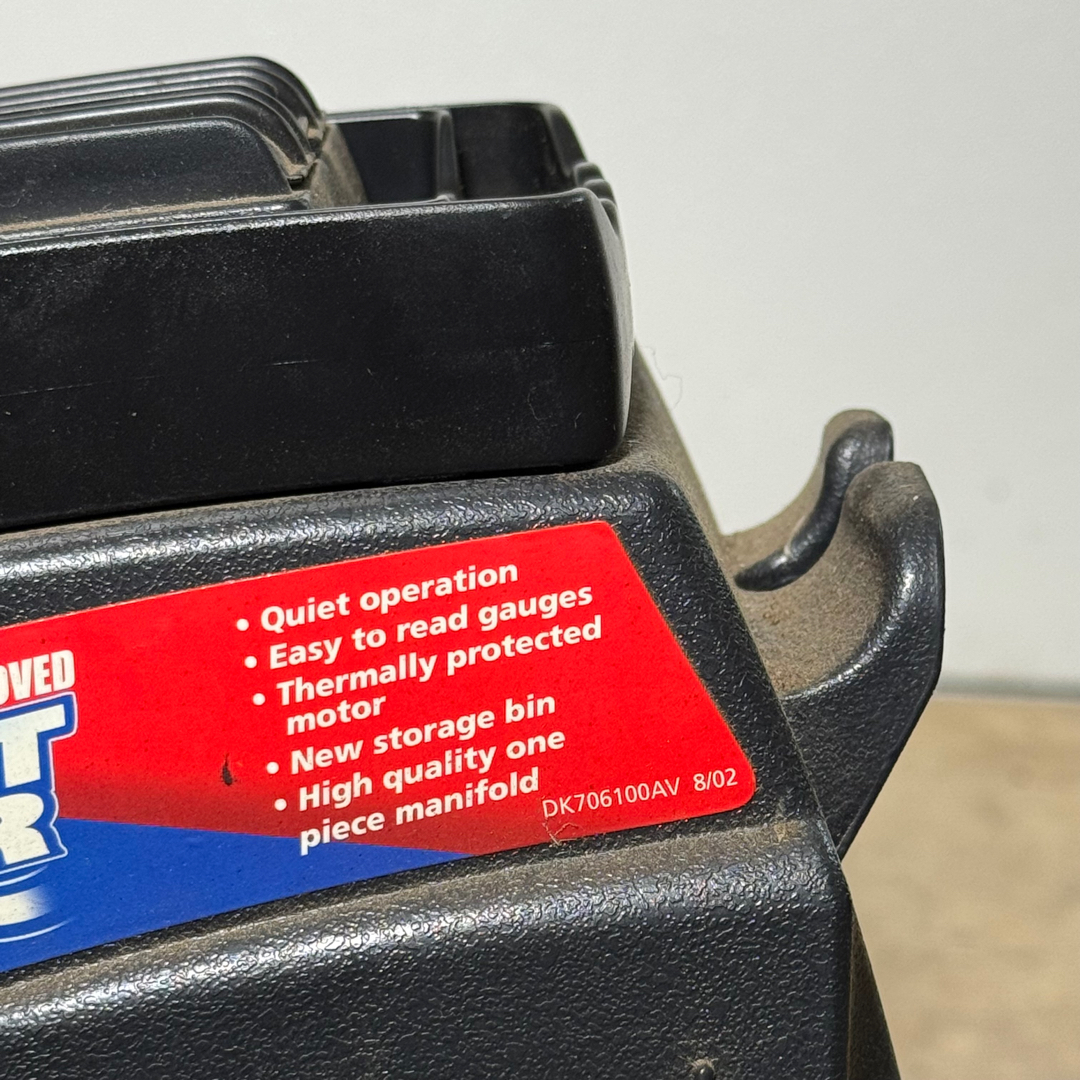 • Quiet operation
• Easy to read gauges
• Thermally protected
motor
• New storage bin
• High quality one
piece manifold
DK706100AV 8/02